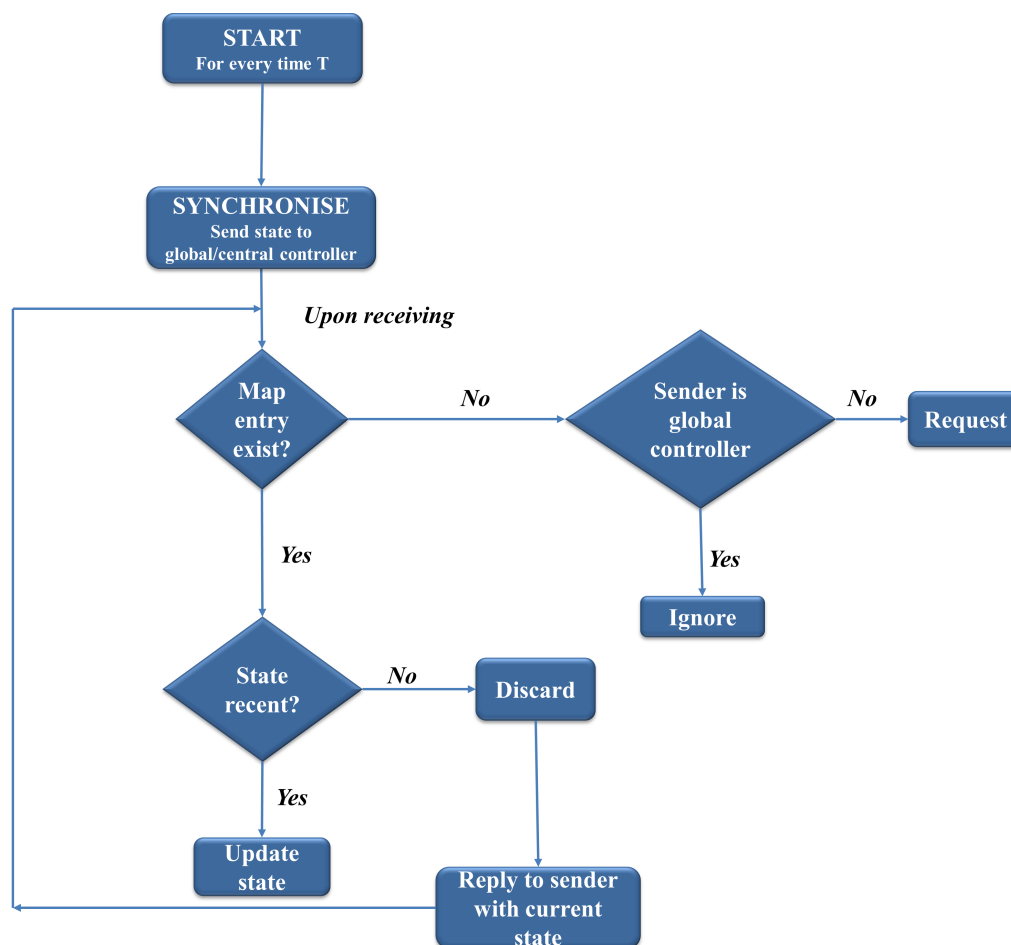 START
For every time T
SYNCHRONISE
Send state to
global/central controller
Upon receiving
Map
entry
exist?
No
Sender is
global
controller
No
Request
Yes
Yes
Ignore
State
recent?
No
Discard
Yes
Update
state
Reply to sender
with current
state